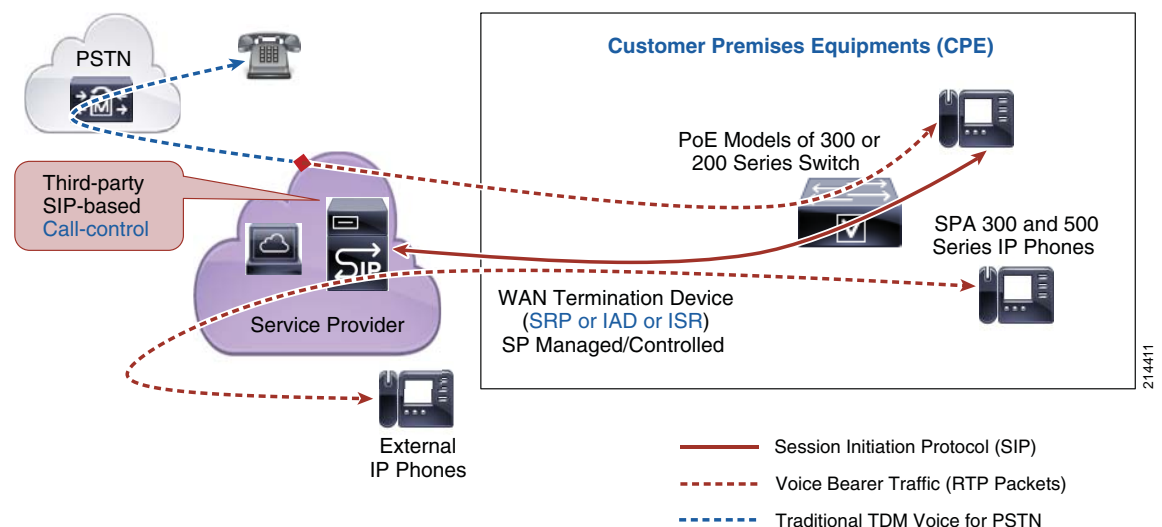 PSTN
M
Customer Premises Equipments (CPE)
PoE Models of 300 or
200 Series Switch
V
Third-party
SIP-based
Call-control
SIP
Service Provider
SPA 300 and 500
Series IP Phones
WAN Termination Device
(SRP or IAD or ISR)
SP Managed/Controlled
External
IP Phones
214411
Session Initiation Protocol (SIP)
Voice Bearer Traffic (RTP Packets)
Traditional TDM Voice for PSTN